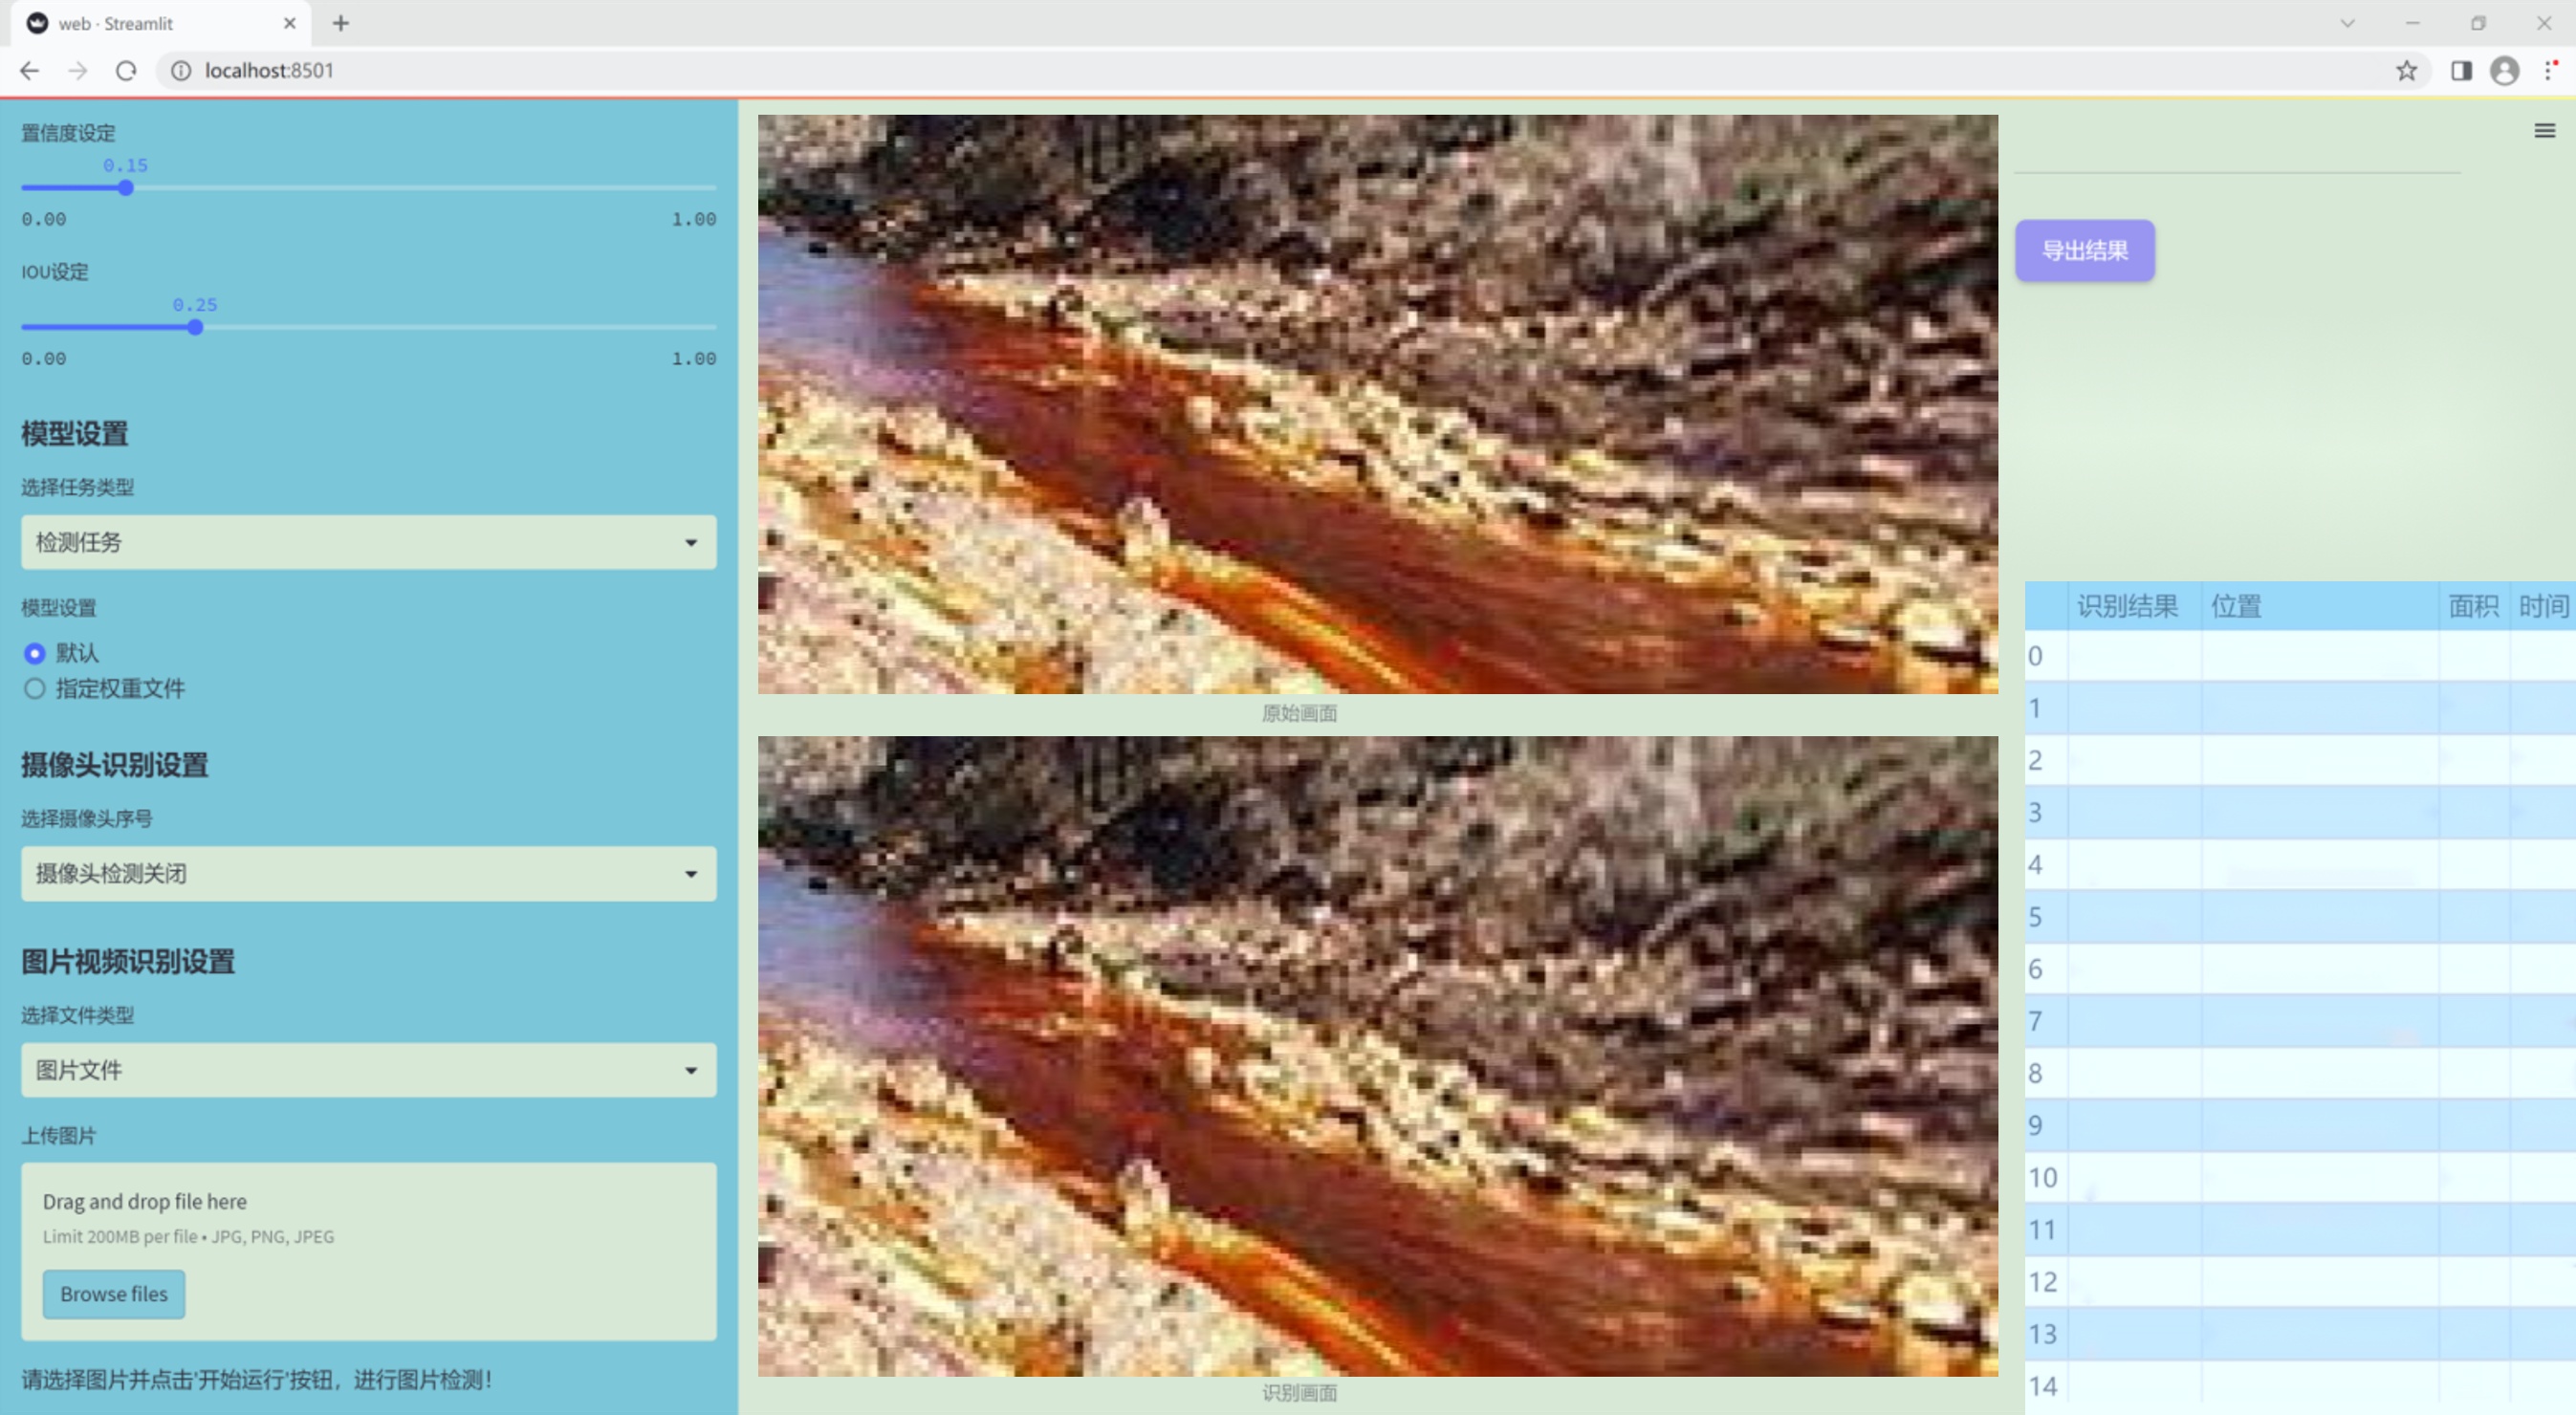 web · Streamlit
localhost:8501
置信度设定
0.15
0.00 1.00
IOU设定
0.25
0.00 1.00
模型设置
选择任务类型
检测任务
模型设置
默认
指定权重文件
摄像头识别设置
选择摄像头序号
摄像头检测关闭
图片视频识别设置
选择文件类型
图片文件
上传图片
Drag and drop file here
Limit 200MB per file • JPG, PNG, JPEG
Browse files
请选择图片并点击'开始运行'按钮，进行图片检测！
原始画面
识别画面
导出结果
识别结果 位置 面积 时间
0
1
2
3
4
5
6
7
8
9
10
11
12
13
14